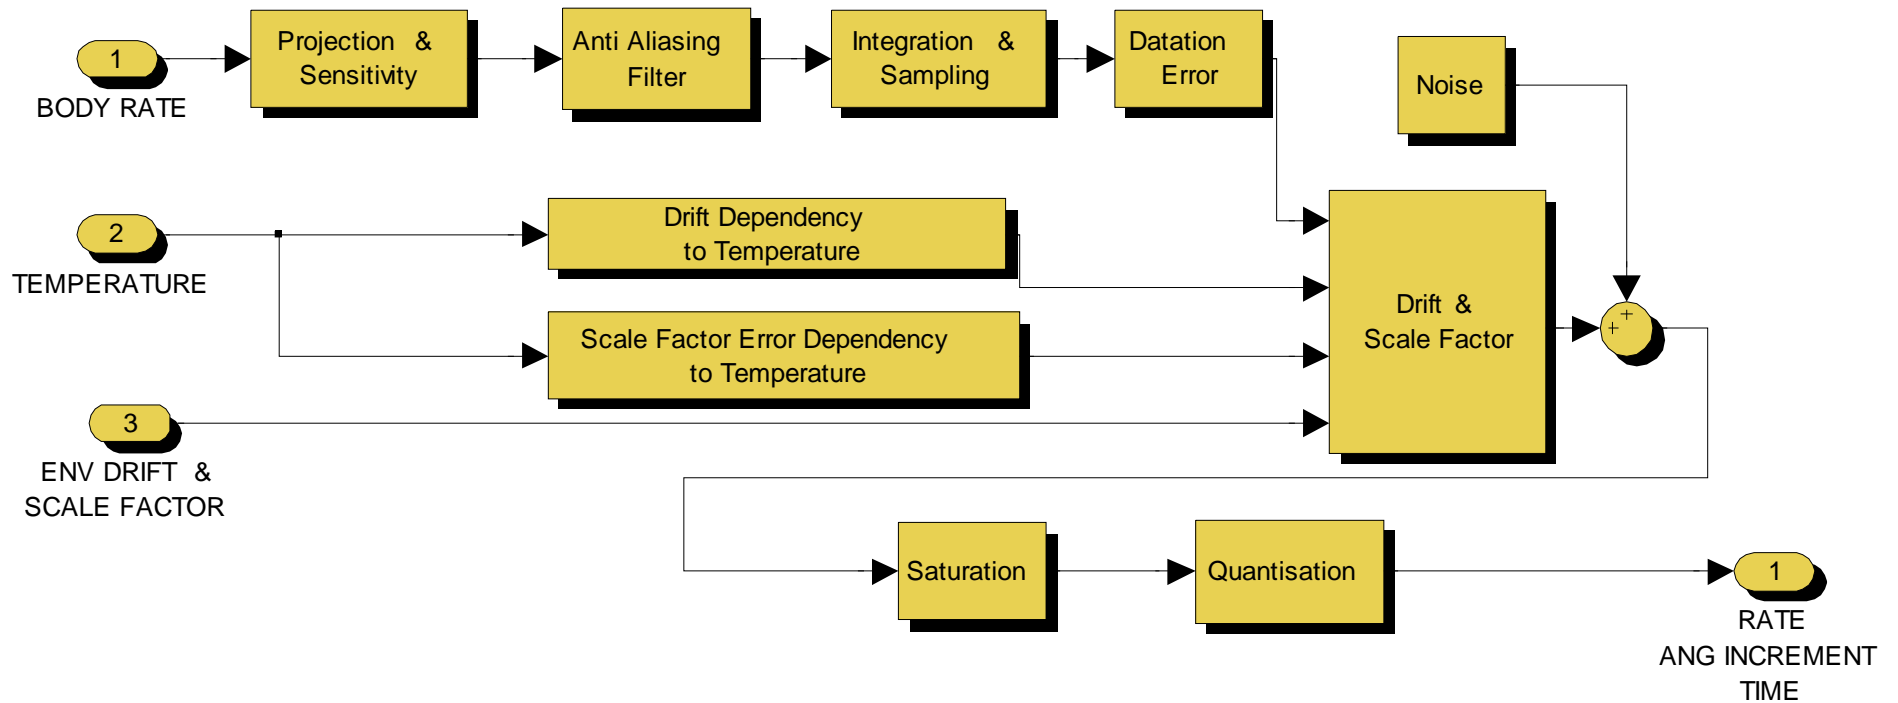 1
BODY RATE
Projection &
Sensitivity
Anti Aliasing
Filter
Integration &
Sampling
Datation
Error
Noise
2
TEMPERATURE
Drift Dependency
to Temperature
Scale Factor Error Dependency
to Temperature
3
ENV DRIFT &
SCALE FACTOR
Drift &
Scale Factor
+
+
Saturation
Quantisation
1
RATE
ANG INCREMENT
TIME